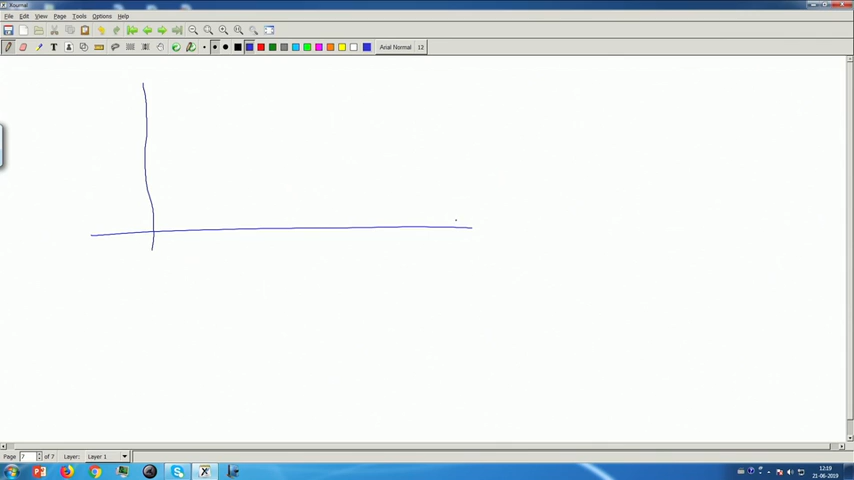 Xournal
File Edit View Page Tools Options Help
Arial Normal 12
Page 7 of 7 Layer: Layer 1
12:19
21-06-2019